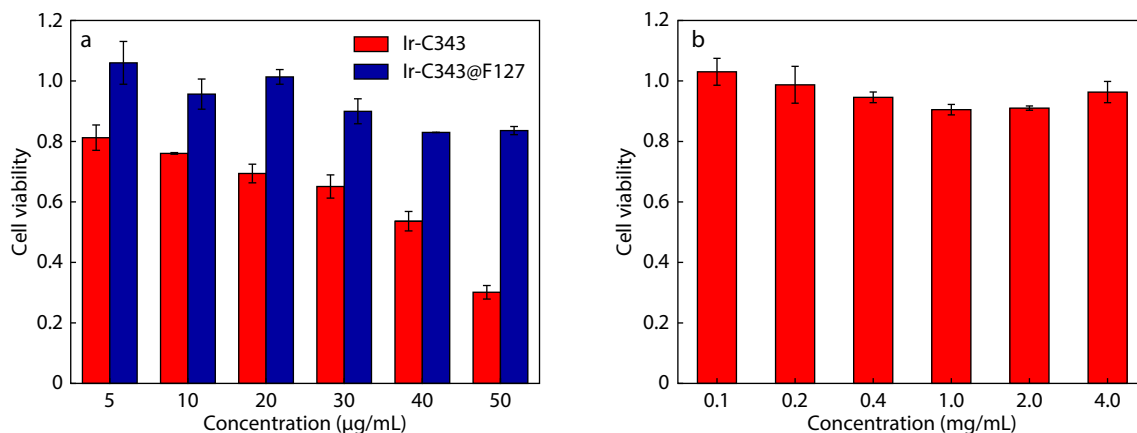 a
Ir-C343
Ir-C343@F127
Cell viability
1.2
1.0
0.8
0.6
0.4
0.2
0
5 10 20 30 40 50
Concentration (μg/mL)
b
Cell viability
1.2
1.0
0.8
0.6
0.4
0.2
0
0.1 0.2 0.4 1.0 2.0 4.0
Concentration (mg/mL)